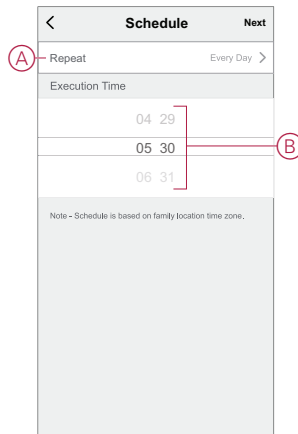 Schedule
Next
A
Repeat
Every Day
Execution Time
04 29
05 30
B
06 31
Note - Schedule is based on family location time zone.